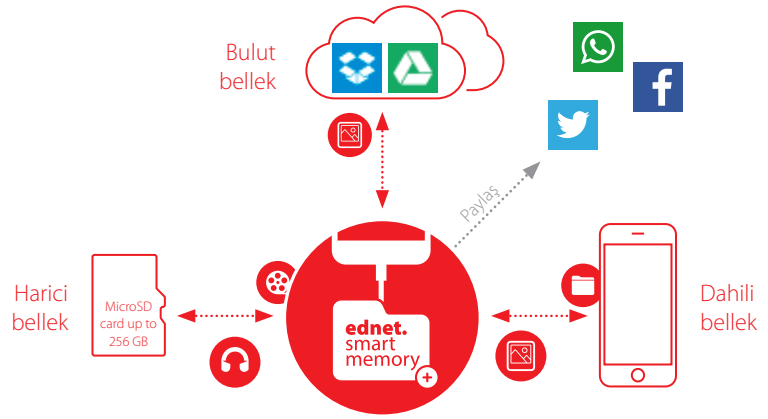 Bulut
bellek
Paylaş
Harici
bellek
MicroSD
card up to
256 GB
ednet.
smart
memory
Dahili
bellek